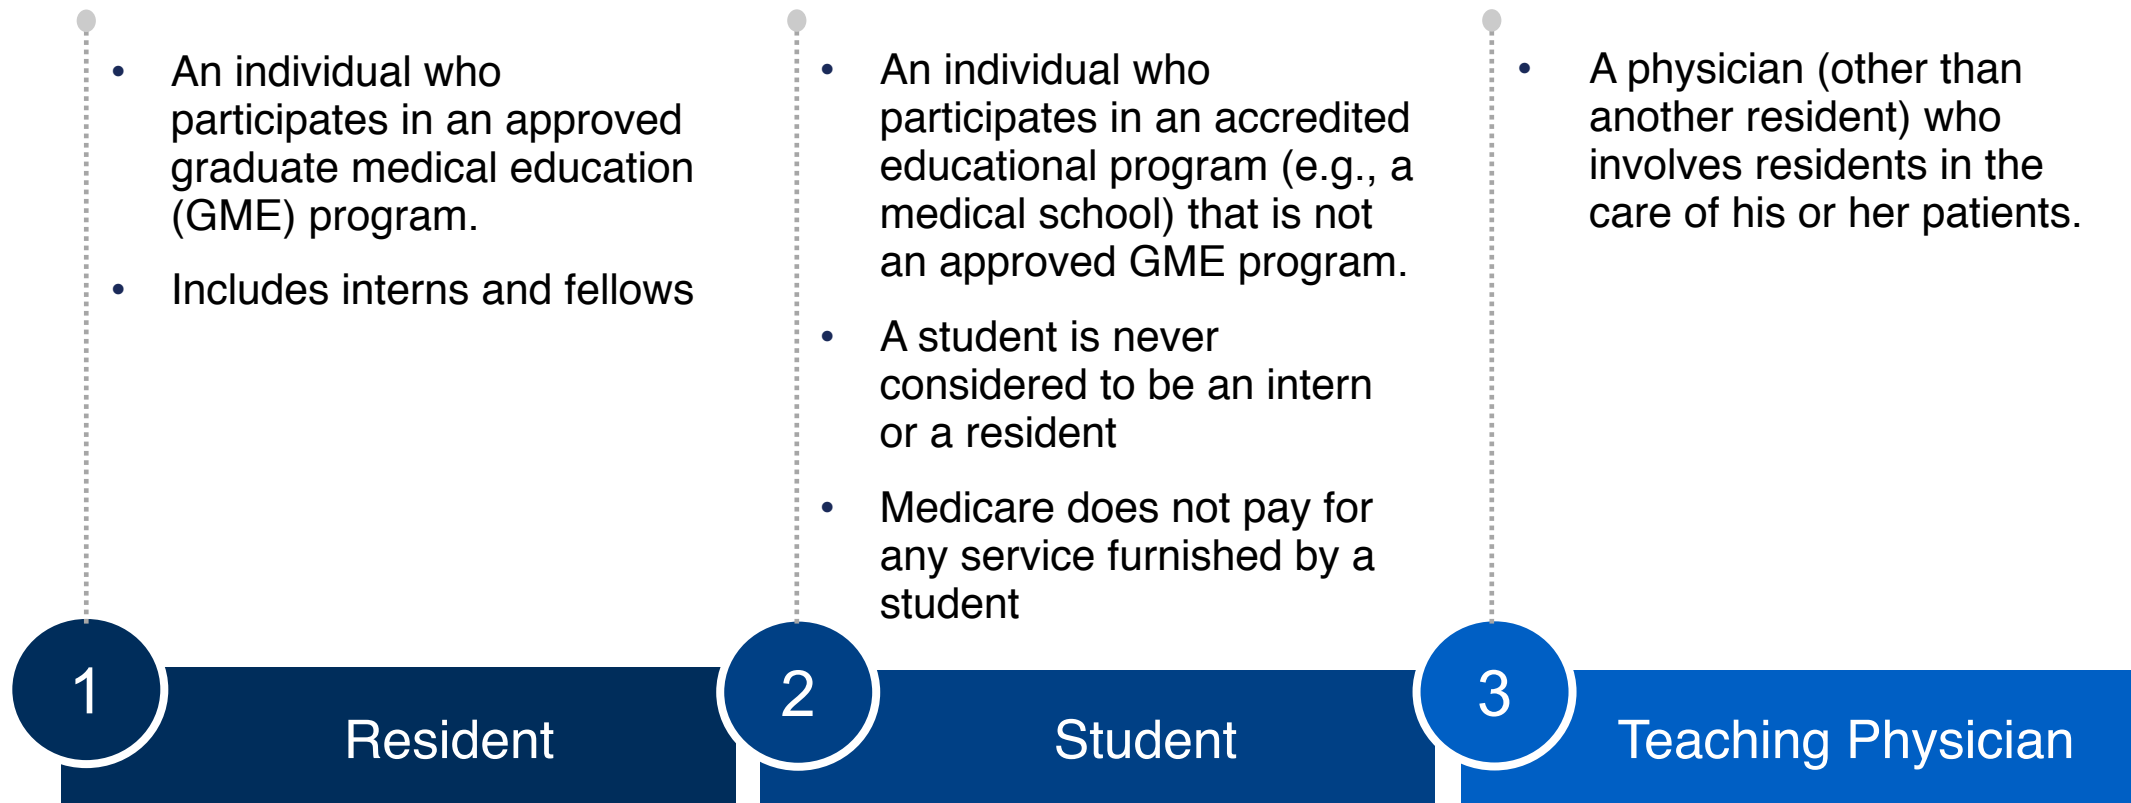 • An individual who
participates in an approved
graduate medical education
(GME) program.
• Includes interns and fellows
1
Resident
• An individual who
participates in an accredited
educational program (e.g., a
medical school) that is not
an approved GME program.
• A student is never
considered to be an intern
or a resident
• Medicare does not pay for
any service furnished by a
student
2
Student
• A physician (other than
another resident) who
involves residents in the
care of his or her patients.
3
Teaching Physician